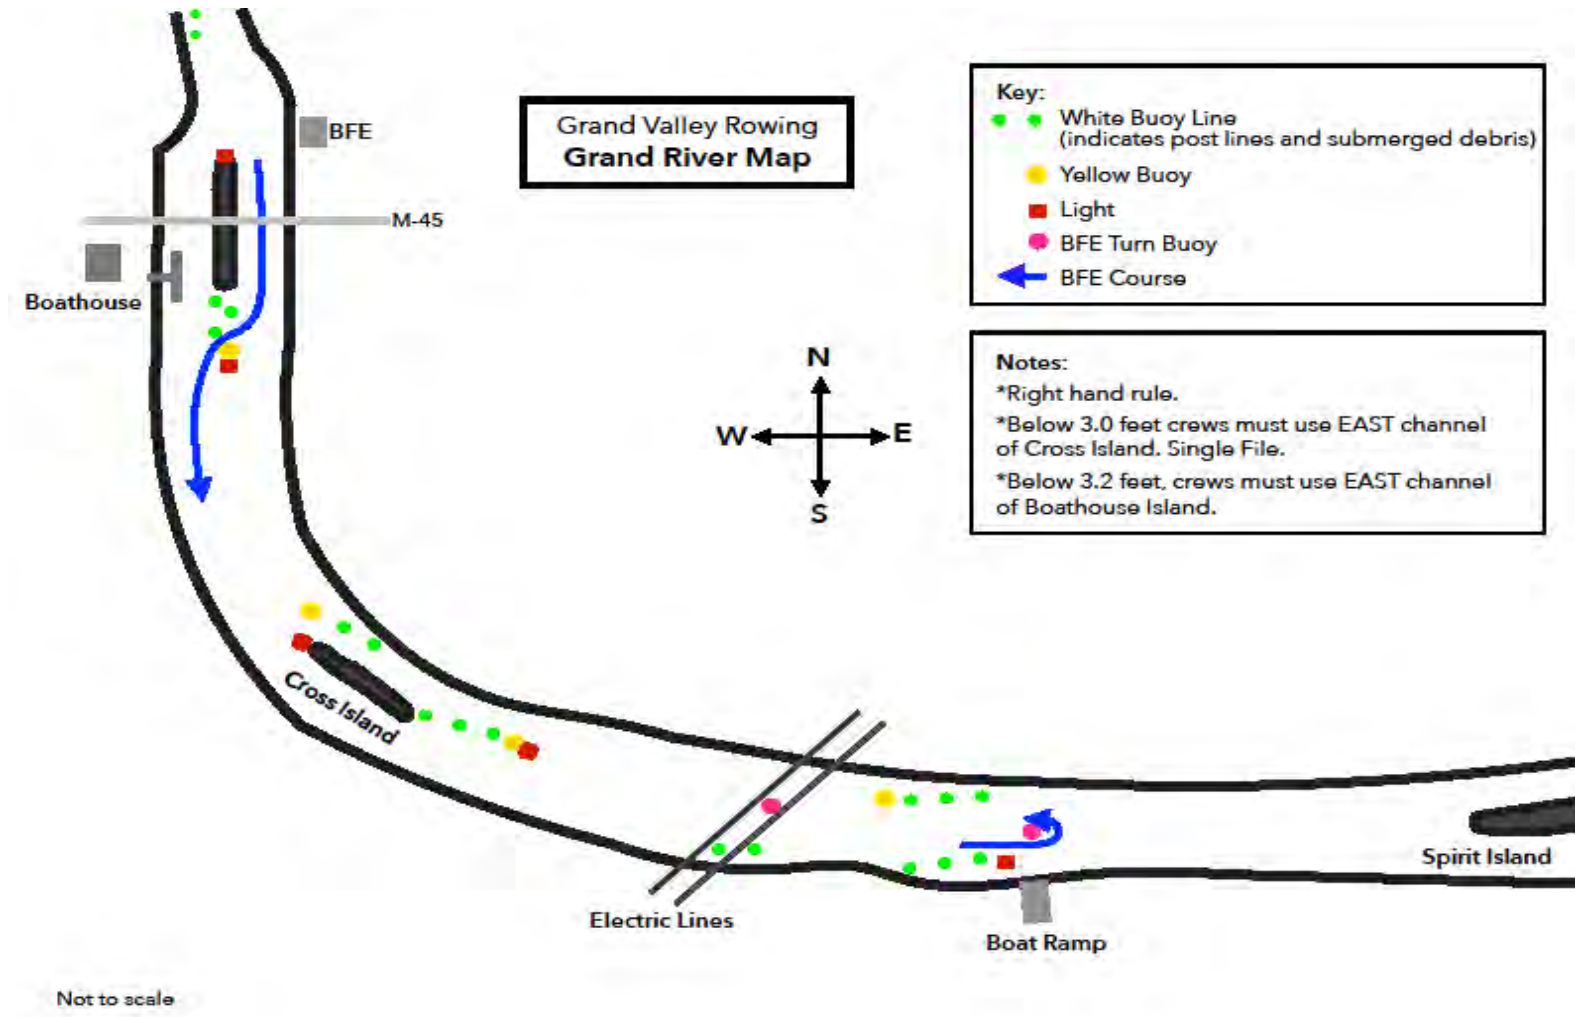 Grand Valley Rowing
Grand River Map
Key:
White Buoy Line
(indicates post lines and submerged debris)
Yellow Buoy
Light
BFE Turn Buoy
BFE Course
BFE
M-45
Boathouse
Notes:
*Right hand rule.
*Below 3.0 feet crews must use EAST channel
of Cross Island. Single File.
*Below 3.2 feet, crews must use EAST channel
of Boathouse Island.
N
W
E
S
Cross Island
Electric Lines
Boat Ramp
Spirit Island
Not to scale